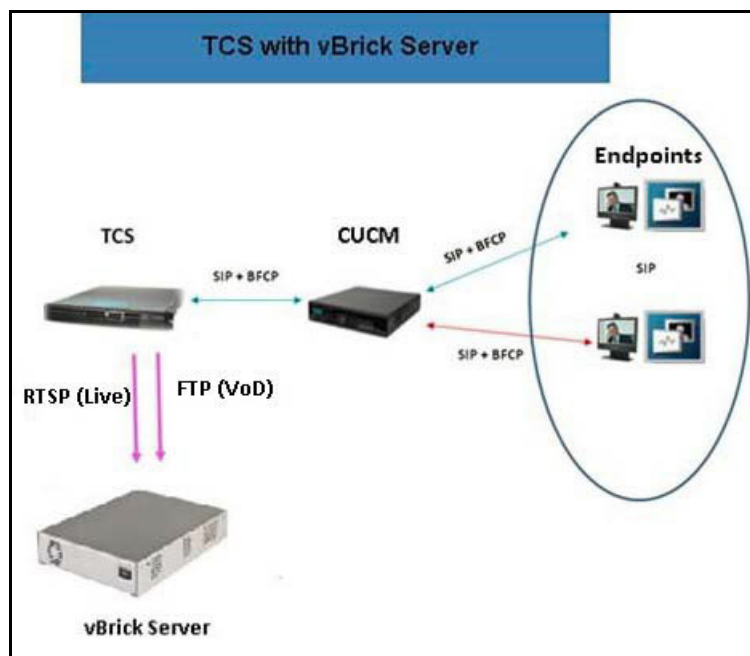 TCS with vBrick Server
Endpoints
TCS
CUCM
SIP + BFCP
SIP + BFCP
SIP
SIP + BFCP
RTSP (Live)
FTP (VoD)
vBrick Server